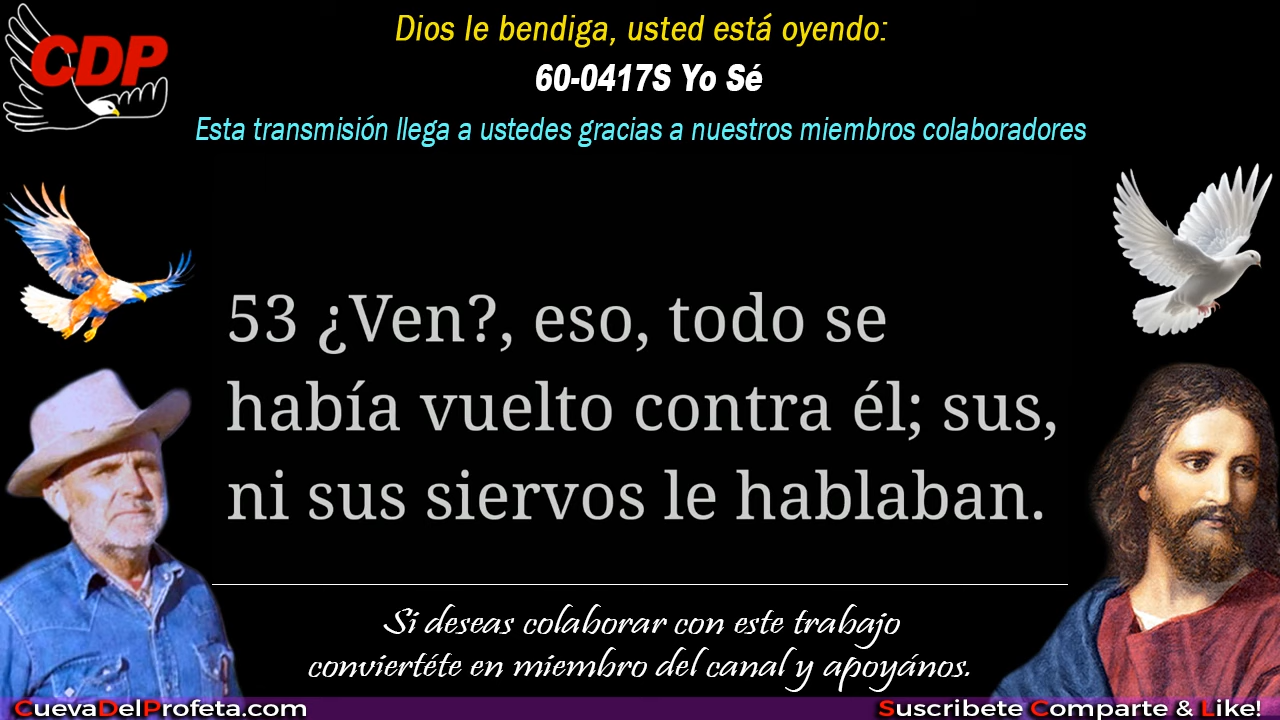 CDP
Dios le bendiga, usted está oyendo:
60-0417S Yo Sé
Esta transmisión llega a ustedes gracias a nuestros miembros colaboradores
53 ¿Ven?, eso, todo se
había vuelto contra él; sus,
ni sus siervos le hablaban.
Si deseas colaborar con este trabajo
conviertéte en miembro del canal y apoyános.
CuevaDelProfeta.com
Suscribete Comparte & Like!